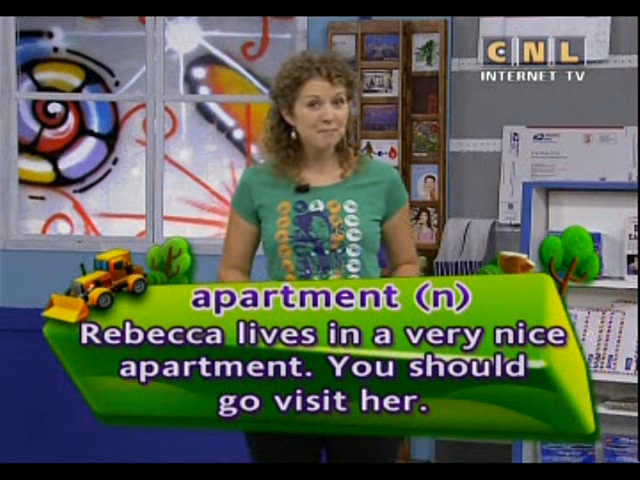 CNL
INTERNET TV
apartment (n)
Rebecca lives in a very nice
apartment. You should
go visit her.